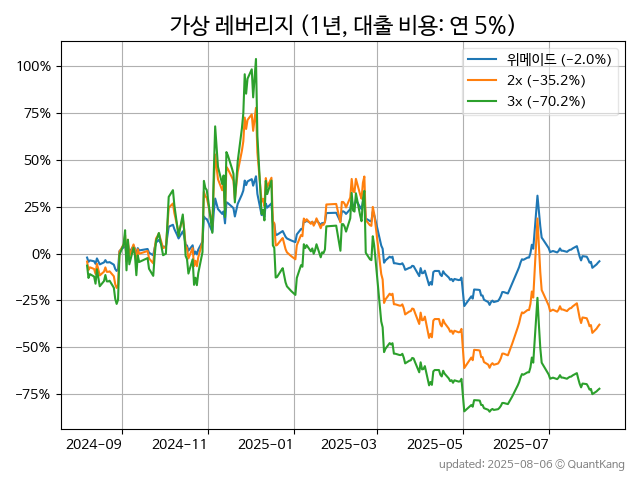 가상 레버리지 (1년, 대출 비용: 연 5%)
위메이드 (-2.0%)
2x (-35.2%)
3x (-70.2%)
100%
75%
50%
25%
0%
−25%
−50%
−75%
2024-09 2024-11 2025-01 2025-03 2025-05 2025-07
updated: 2025-08-06 © QuantKang